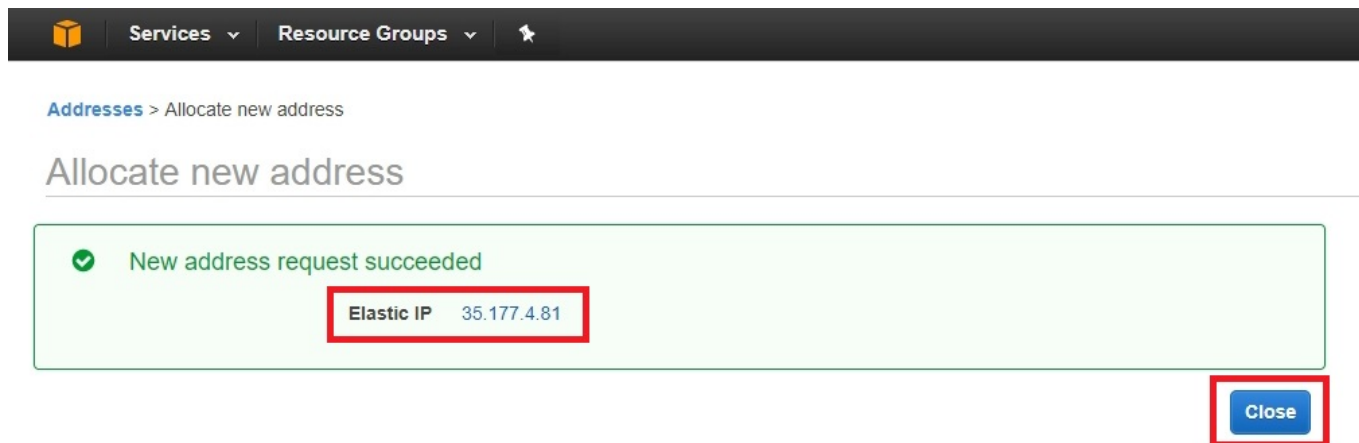 Services Resource Groups
Addresses > Allocate new address
Allocate new address
New address request succeeded
Elastic IP 35.177.4.81
Close